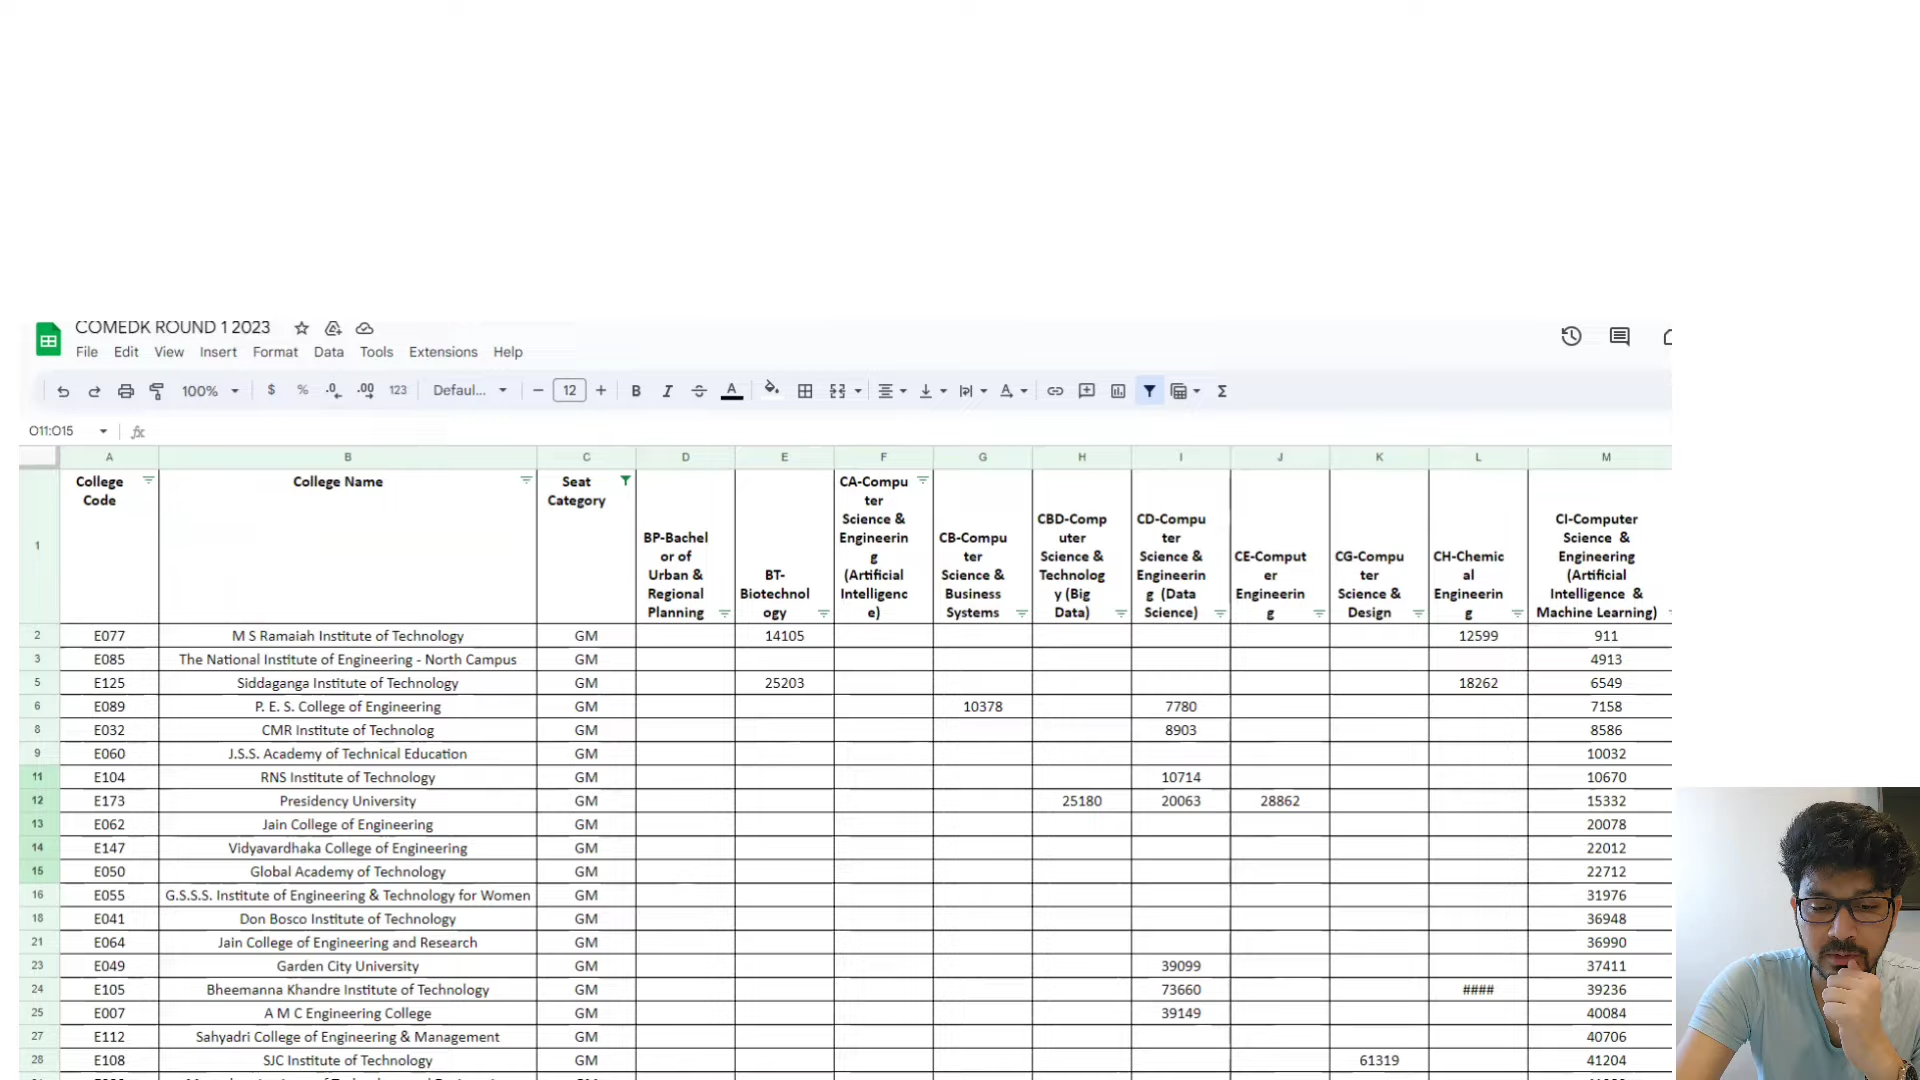 COMEDK ROUND 1 2023
File Edit View Insert Format Data Tools Extensions Help
100% $ % .0 .00 123 Defaul... − 12 + B I A Σ
O11:O15 fx
A B C D E F G H I J K L M
1 College Code College Name Seat Category BP-Bachelor of Urban & Regional Planning BT-Biotechnology CA-Computer Science & Engineering (Artificial Intelligence) CB-Computer Science & Business Systems CBD-Computer Science & Technology (Big Data) CD-Computer Science & Engineering (Data Science) CE-Computer Engineering CG-Computer Science & Design CH-Chemical Engineering CI-Computer Science & Engineering (Artificial Intelligence & Machine Learning)
2 E077 M S Ramaiah Institute of Technology GM 14105 12599 911
3 E085 The National Institute of Engineering - North Campus GM 4913
5 E125 Siddaganga Institute of Technology GM 25203 18262 6549
6 E089 P. E. S. College of Engineering GM 10378 7780 7158
8 E032 CMR Institute of Technolog GM 8903 8586
9 E060 J.S.S. Academy of Technical Education GM 10032
11 E104 RNS Institute of Technology GM 10714 10670
12 E173 Presidency University GM 25180 20063 28862 15332
13 E062 Jain College of Engineering GM 20078
14 E147 Vidyavardhaka College of Engineering GM 22012
15 E050 Global Academy of Technology GM 22712
16 E055 G.S.S.S. Institute of Engineering & Technology for Women GM 31976
18 E041 Don Bosco Institute of Technology GM 36948
21 E064 Jain College of Engineering and Research GM 36990
23 E049 Garden City University GM 39099 37411
24 E105 Bheemanna Khandre Institute of Technology GM 73660 #### 39236
25 E007 A M C Engineering College GM 39149 40084
27 E112 Sahyadri College of Engineering & Management GM 40706
28 E108 SJC Institute of Technology GM 61319 41204